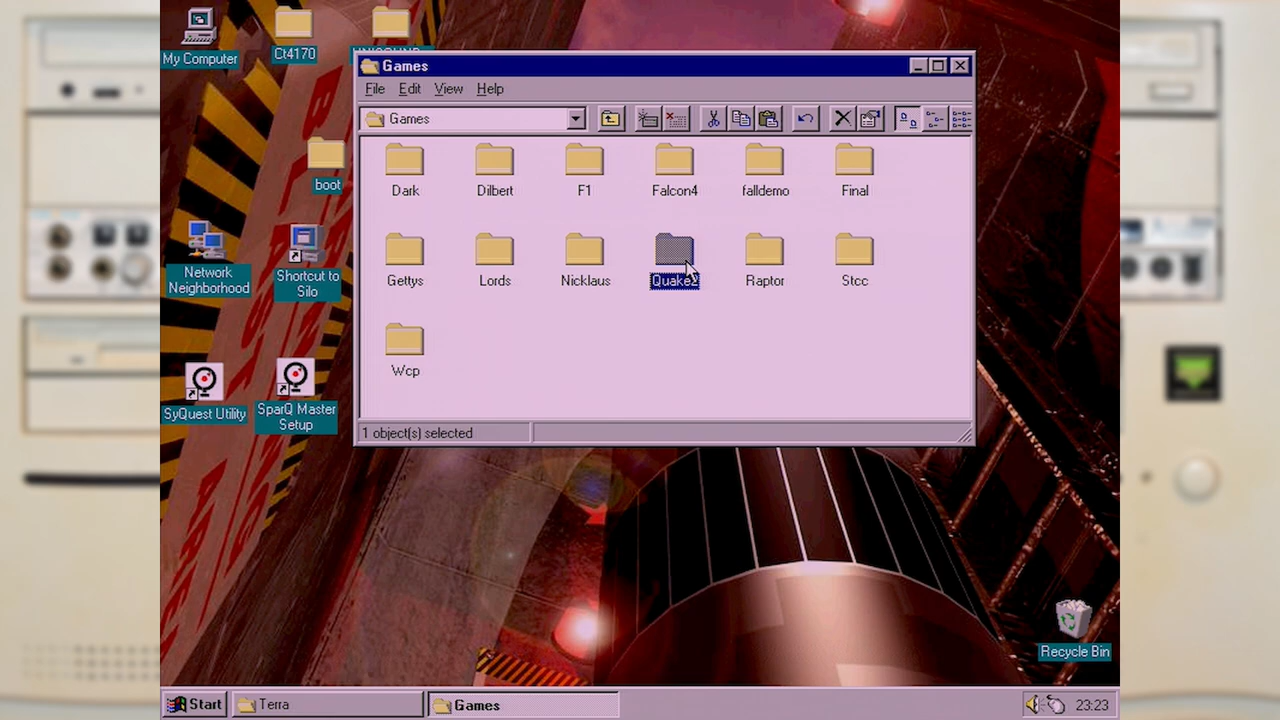 My Computer
Ct4170
Games
File Edit View Help
Games
Dark Dilbert F1 Falcon4 falldemo Final
boot
Gettys Lords Nicklaus Quake2 Raptor Stcc
Network
Neighborhood
Shortcut to
Silo
Wcp
SyQuest Utility
SparQ Master
Setup
1 object(s) selected
Recycle Bin
Start Terra Games 23:23